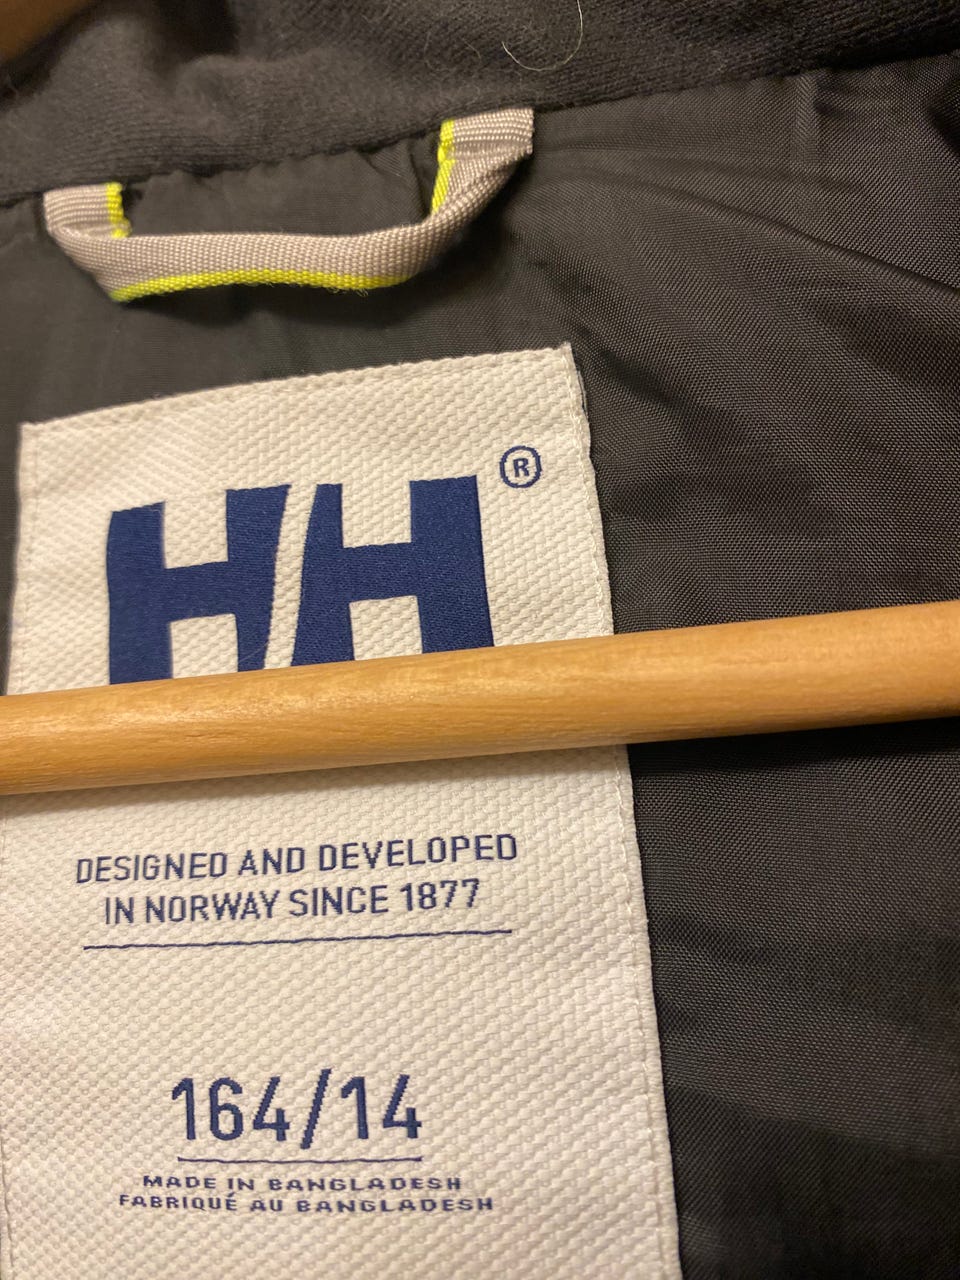 HH®
DESIGNED AND DEVELOPED
IN NORWAY SINCE 1877
164/14
MADE IN BANGLADESH
FABRIQUÉ AU BANGLADESH